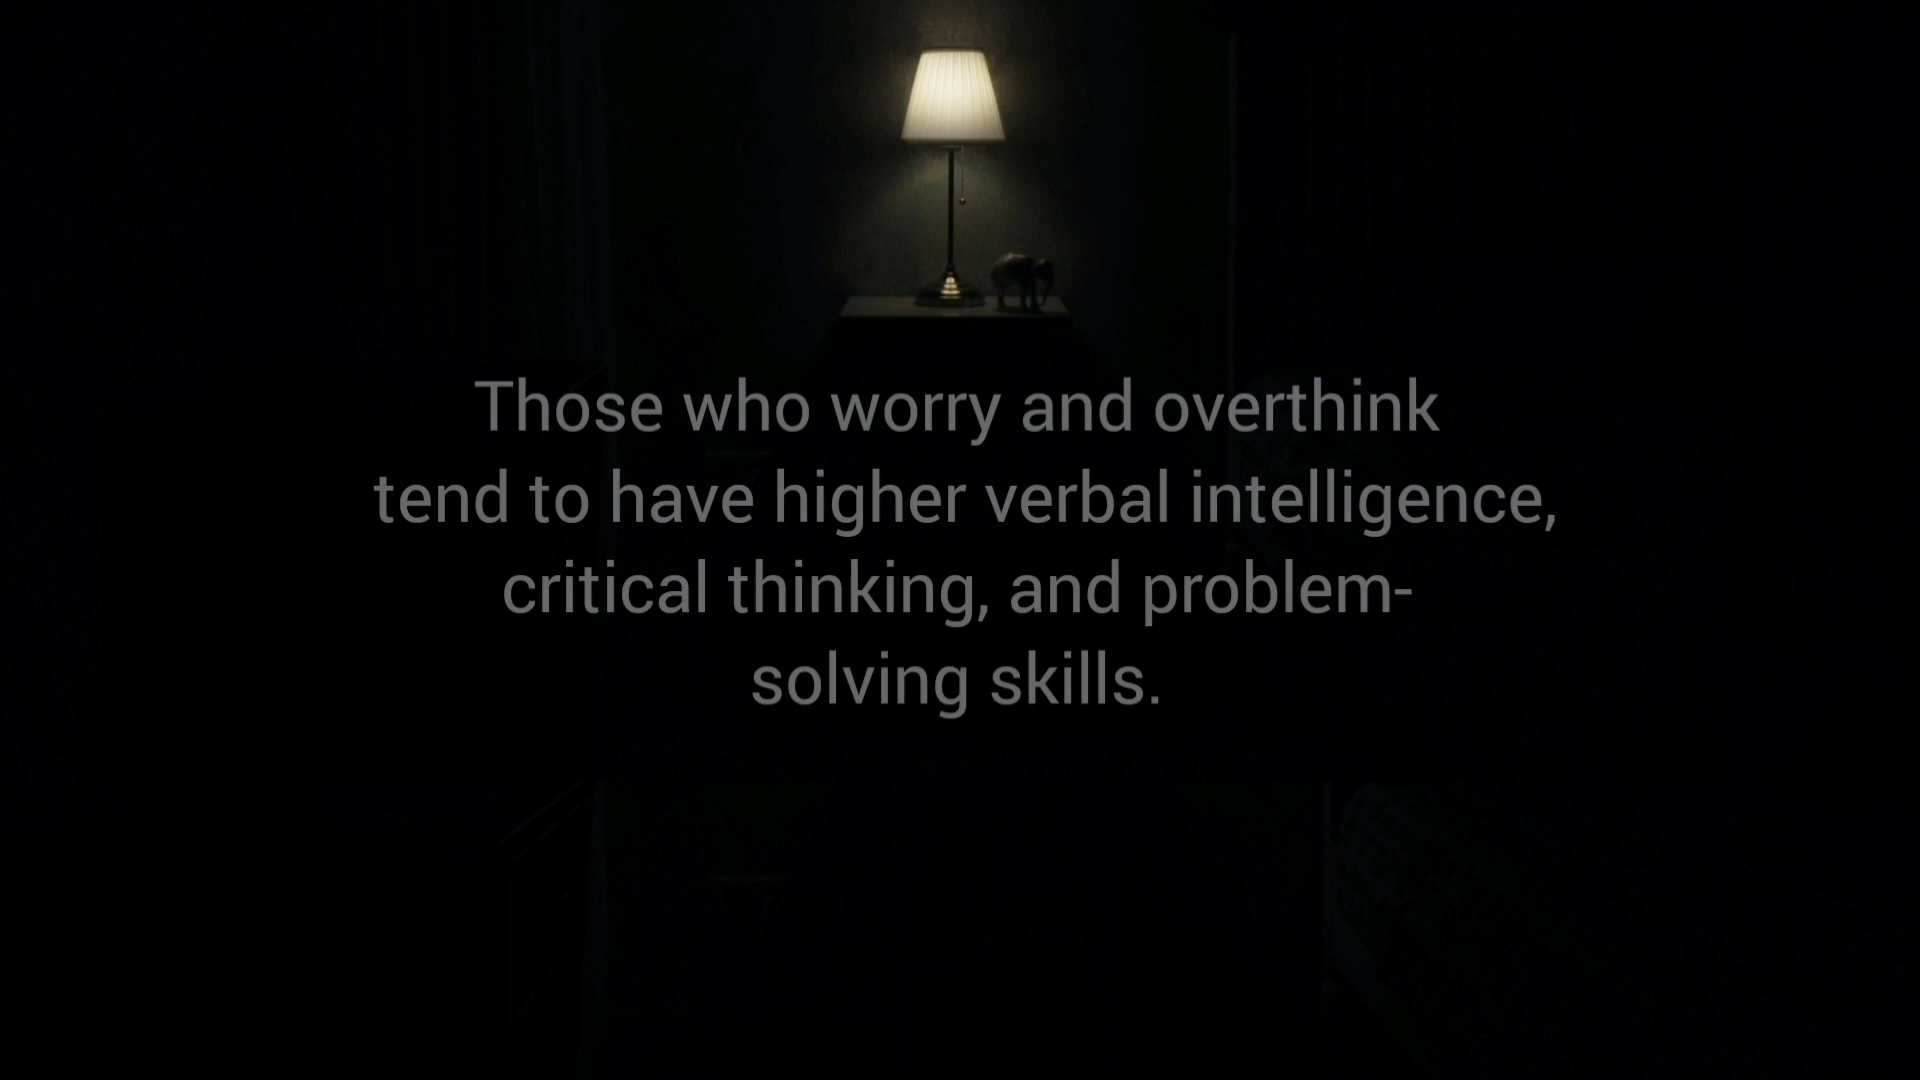 Those who worry and overthink
tend to have higher verbal intelligence,
critical thinking, and problem-
solving skills.